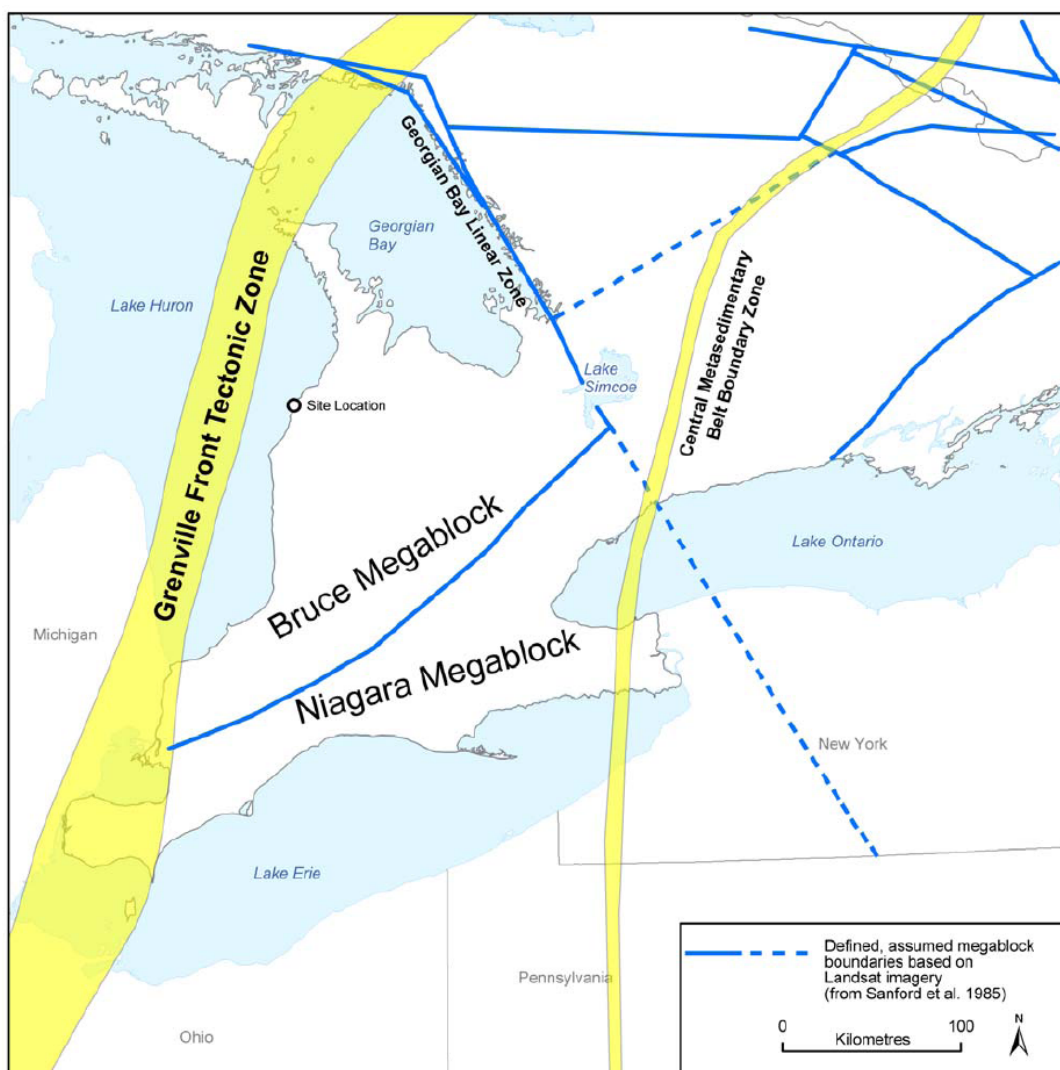 Georgian Bay Linear Zone
Georgian
Bay
Lake Huron
Grenville Front Tectonic Zone
Central Metasedimentary
Belt Boundary Zone
Lake
Simcoe
Site Location
Bruce Megablock
Lake Ontario
Michigan
Niagara Megablock
New York
Lake Erie
Pennsylvania
Ohio
Defined, assumed megablock
boundaries based on
Landsat imagery
(from Sanford et al. 1985)
0 100
Kilometres
N